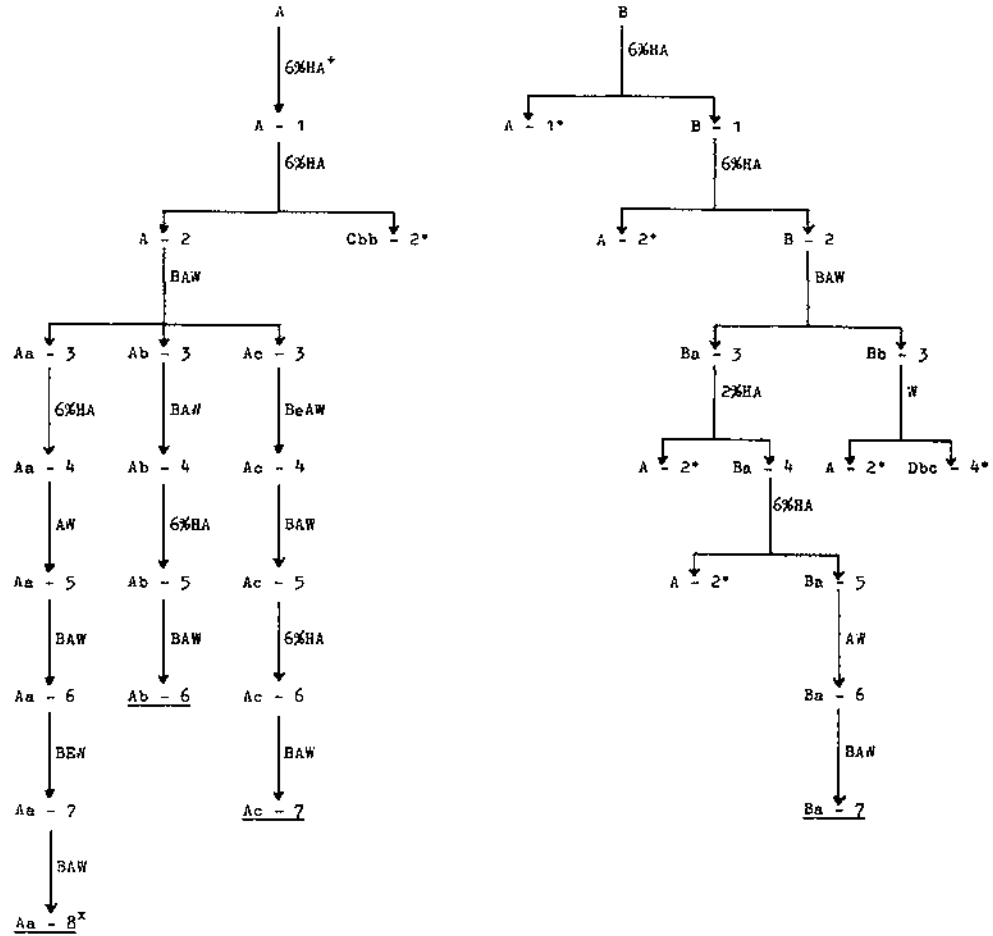 A B
6%HA⁺ 6%HA
A - 1 A - 1* B - 1
6%HA 6%HA
A - 2 Cbb - 2* A - 2* B - 2
BAW BAW
Aa - 3 Ab - 3 Ac - 3 Ba - 3 Bb - 3
6%HA BAW BeAW 2%HA W
Aa - 4 Ab - 4 Ac - 4 A - 2* Ba - 4 A - 2* Dbc - 4*
AW 6%HA BAW 6%HA
Aa - 5 Ab - 5 Ac - 5 A - 2* Ba - 5
BAW BAW 6%HA AW
Aa - 6 Ab - 6 Ac - 6 Ba - 6
BEW BAW BAW
Aa - 7 Ac - 7 Ba - 7
BAW
Aa - 8ˣ